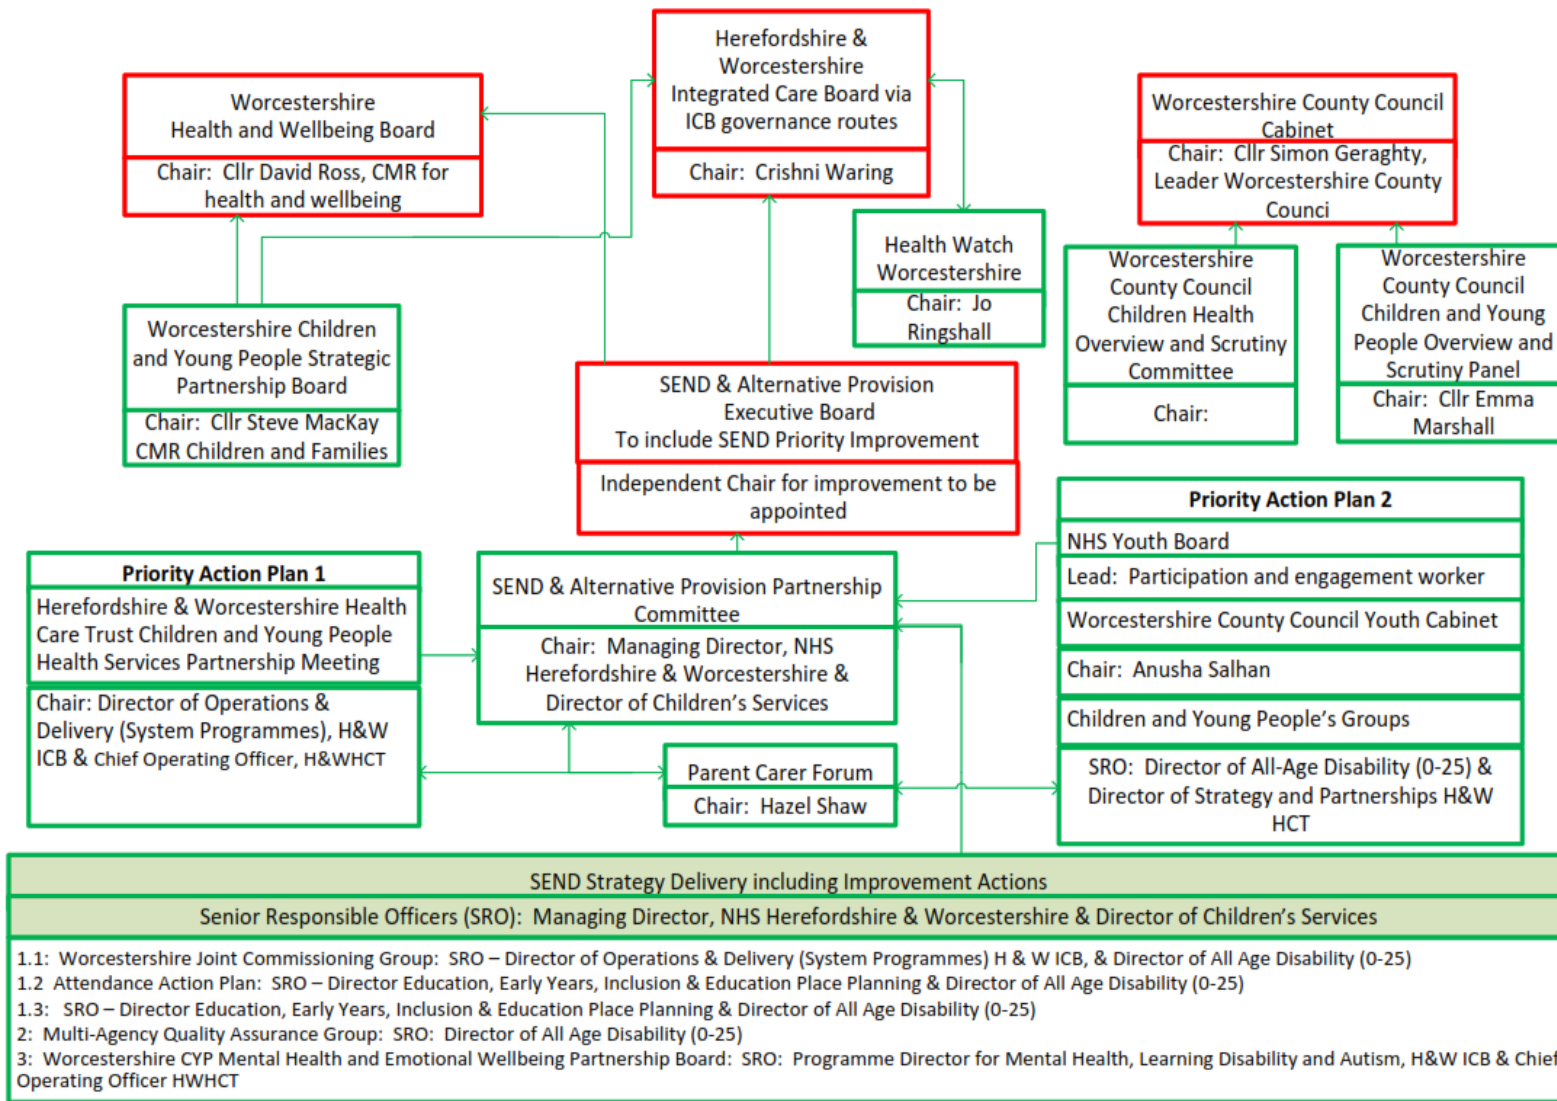 Herefordshire &
Worcestershire
Integrated Care Board via
ICB governance routes
Chair:  Crishni Waring
Worcestershire
Health and Wellbeing Board
Chair:  Cllr David Ross, CMR for
health and wellbeing
Worcestershire County Council
Cabinet
Chair:  Cllr Simon Geraghty,
Leader Worcestershire County
Counci
Health Watch
Worcestershire
Chair:  Jo
Ringshall
Worcestershire
County Council
Children Health
Overview and Scrutiny
Committee
Chair:
Worcestershire
County Council
Children and Young
People Overview and
Scrutiny Panel
Chair:  Cllr Emma
Marshall
Worcestershire Children
and Young People Strategic
Partnership Board
Chair:  Cllr Steve MacKay
CMR Children and Families
SEND & Alternative Provision
Executive Board
To include SEND Priority Improvement
Independent Chair for improvement to be
appointed
Priority Action Plan 1
Herefordshire & Worcestershire Health
Care Trust Children and Young People
Health Services Partnership Meeting
Chair: Director of Operations &
Delivery (System Programmes), H&W
ICB & Chief Operating Officer, H&WHCT
SEND & Alternative Provision Partnership
Committee
Chair:  Managing Director, NHS
Herefordshire & Worcestershire &
Director of Children's Services
Parent Carer Forum
Chair:  Hazel Shaw
Priority Action Plan 2
NHS Youth Board
Lead:  Participation and engagement worker
Worcestershire County Council Youth Cabinet
Chair:  Anusha Salhan
Children and Young People's Groups
SRO:  Director of All-Age Disability (0-25) &
Director of Strategy and Partnerships H&W
HCT
SEND Strategy Delivery including Improvement Actions
Senior Responsible Officers (SRO):  Managing Director, NHS Herefordshire & Worcestershire & Director of Children's Services
1.1:  Worcestershire Joint Commissioning Group:  SRO – Director of Operations & Delivery (System Programmes) H & W ICB, & Director of All Age Disability (0-25)
1.2  Attendance Action Plan:  SRO – Director Education, Early Years, Inclusion & Education Place Planning & Director of All Age Disability (0-25)
1.3:   SRO – Director Education, Early Years, Inclusion & Education Place Planning & Director of All Age Disability (0-25)
2:  Multi-Agency Quality Assurance Group:  SRO:  Director of All Age Disability (0-25)
3:  Worcestershire CYP Mental Health and Emotional Wellbeing Partnership Board:  SRO:  Programme Director for Mental Health, Learning Disability and Autism, H&W ICB & Chief
Operating Officer HWHCT